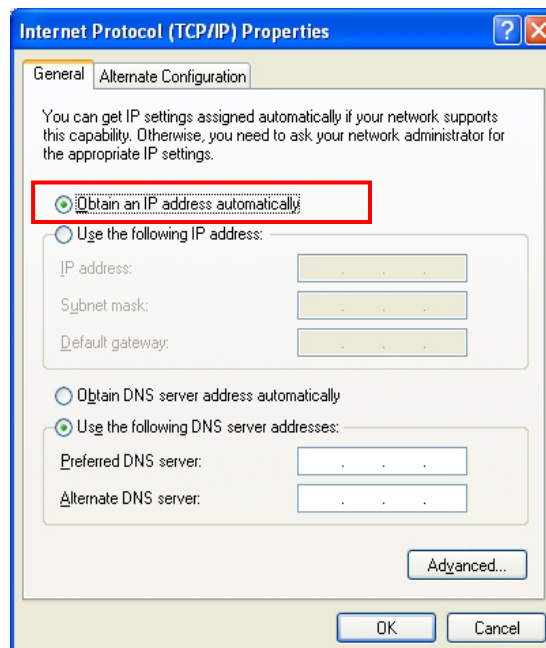 Internet Protocol (TCP/IP) Properties
General
Alternate Configuration
You can get IP settings assigned automatically if your network supports
this capability. Otherwise, you need to ask your network administrator for
the appropriate IP settings.
Obtain an IP address automatically
Use the following IP address:
IP address:
Subnet mask:
Default gateway:
Obtain DNS server address automatically
Use the following DNS server addresses:
Preferred DNS server:
Alternate DNS server:
Advanced...
OK
Cancel